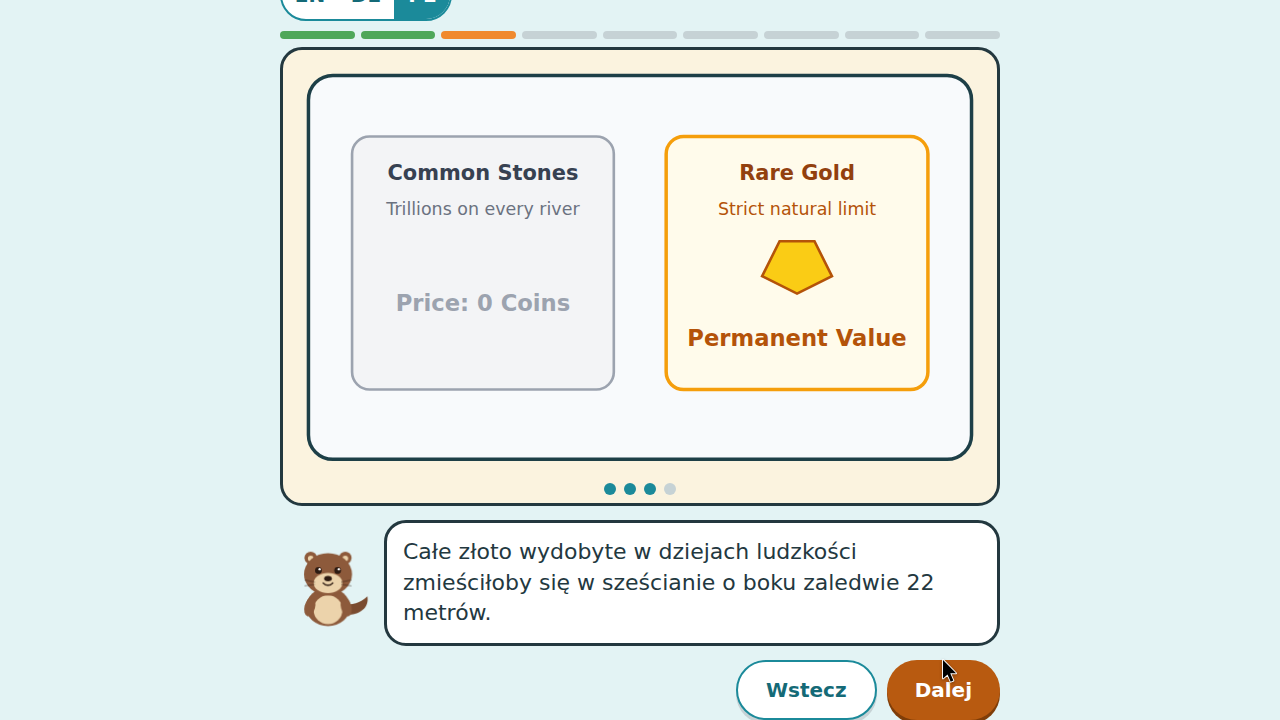 Common Stones
Trillions on every river
Price: 0 Coins
Rare Gold
Strict natural limit
Permanent Value
Całe złoto wydobyte w dziejach ludzkości
zmieściłoby się w sześcianie o boku zaledwie 22
metrów.
Wstecz
Dalej